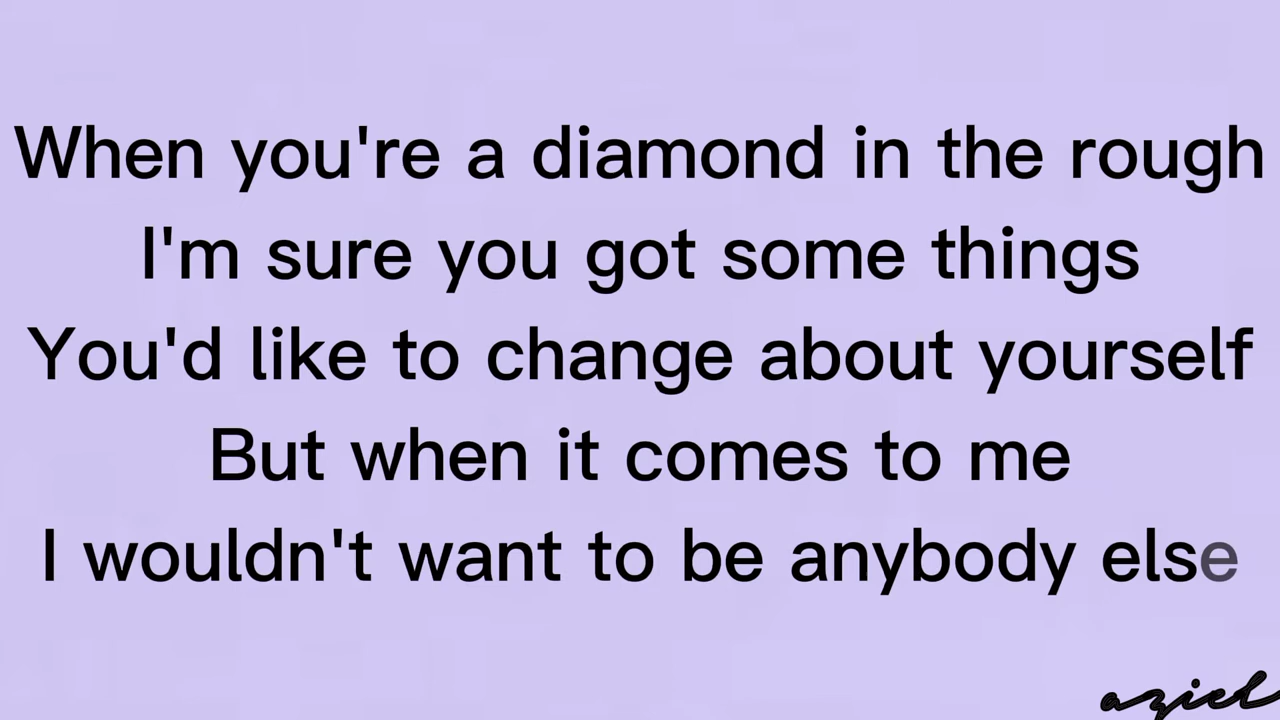 When you're a diamond in the rough
I'm sure you got some things
You'd like to change about yourself
But when it comes to me
I wouldn't want to be anybody else
aziel